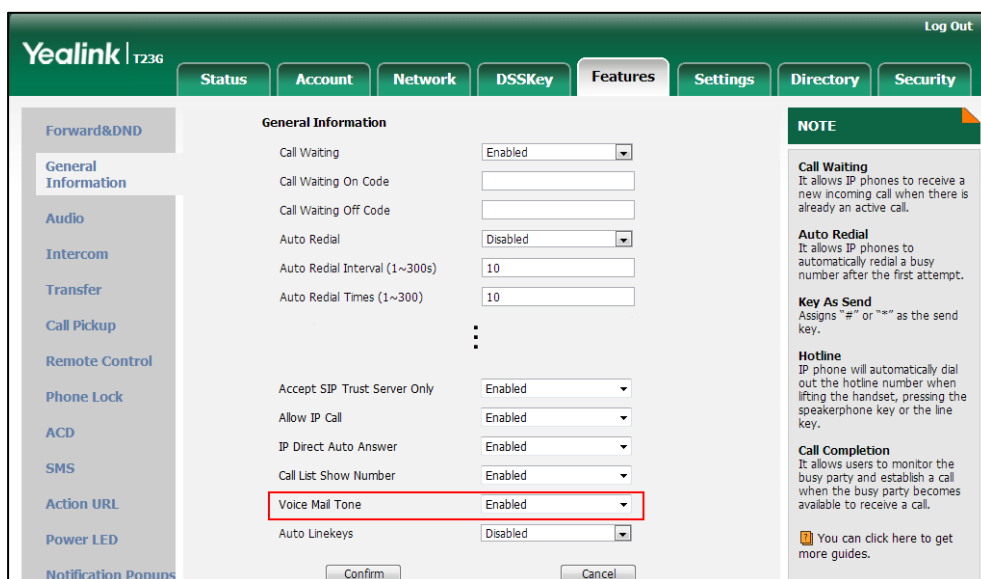 Log Out
Yealink | T23G
Status Account Network DSSKey Features Settings Directory Security
Forward&DND
General
Information
Audio
Intercom
Transfer
Call Pickup
Remote Control
Phone Lock
ACD
SMS
Action URL
Power LED
Notification Popups
General Information
Call Waiting Enabled
Call Waiting On Code
Call Waiting Off Code
Auto Redial Disabled
Auto Redial Interval (1~300s) 10
Auto Redial Times (1~300) 10
Accept SIP Trust Server Only Enabled
Allow IP Call Enabled
IP Direct Auto Answer Enabled
Call List Show Number Enabled
Voice Mail Tone Enabled
Auto Linekeys Disabled
Confirm Cancel
NOTE
Call Waiting
It allows IP phones to receive a
new incoming call when there is
already an active call.
Auto Redial
It allows IP phones to
automatically redial a busy
number after the first attempt.
Key As Send
Assigns "#" or "*" as the send
key.
Hotline
IP phone will automatically dial
out the hotline number when
lifting the handset, pressing the
speakerphone key or the line
key.
Call Completion
It allows users to monitor the
busy party and establish a call
when the busy party becomes
available to receive a call.
You can click here to get
more guides.